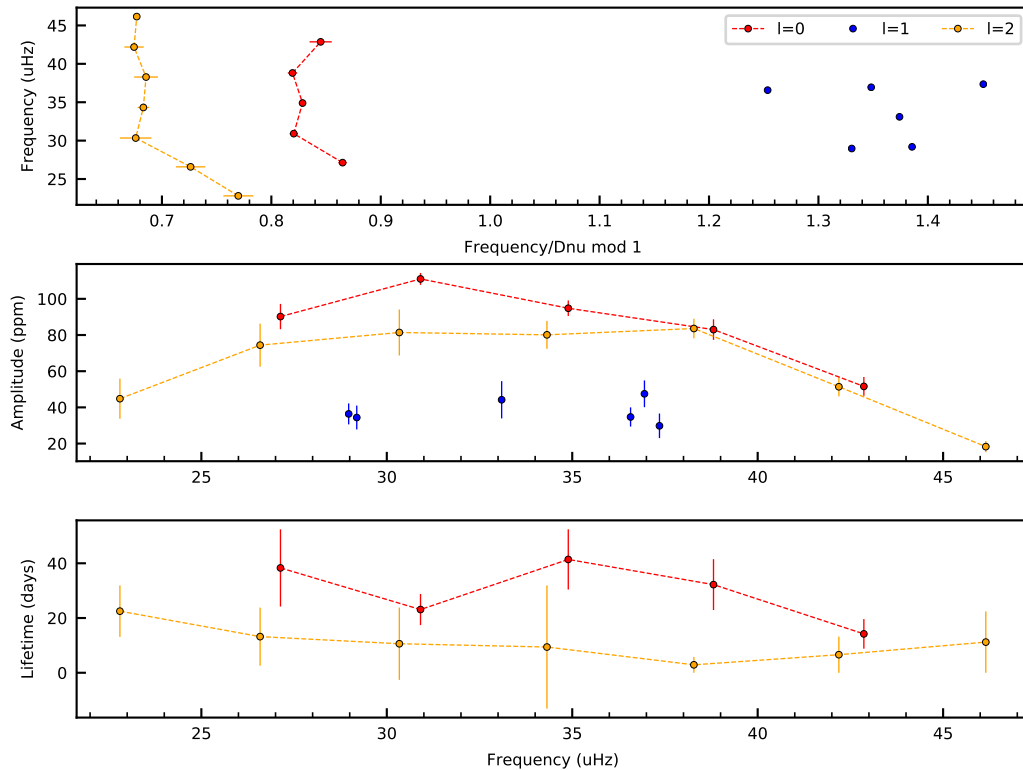 l=0 l=1 l=2
Frequency (uHz)
45
40
35
30
25
0.7 0.8 0.9 1.0 1.1 1.2 1.3 1.4
Frequency/Dnu mod 1
Amplitude (ppm)
100
80
60
40
20
25 30 35 40 45
Lifetime (days)
40
20
0
25 30 35 40 45
Frequency (uHz)